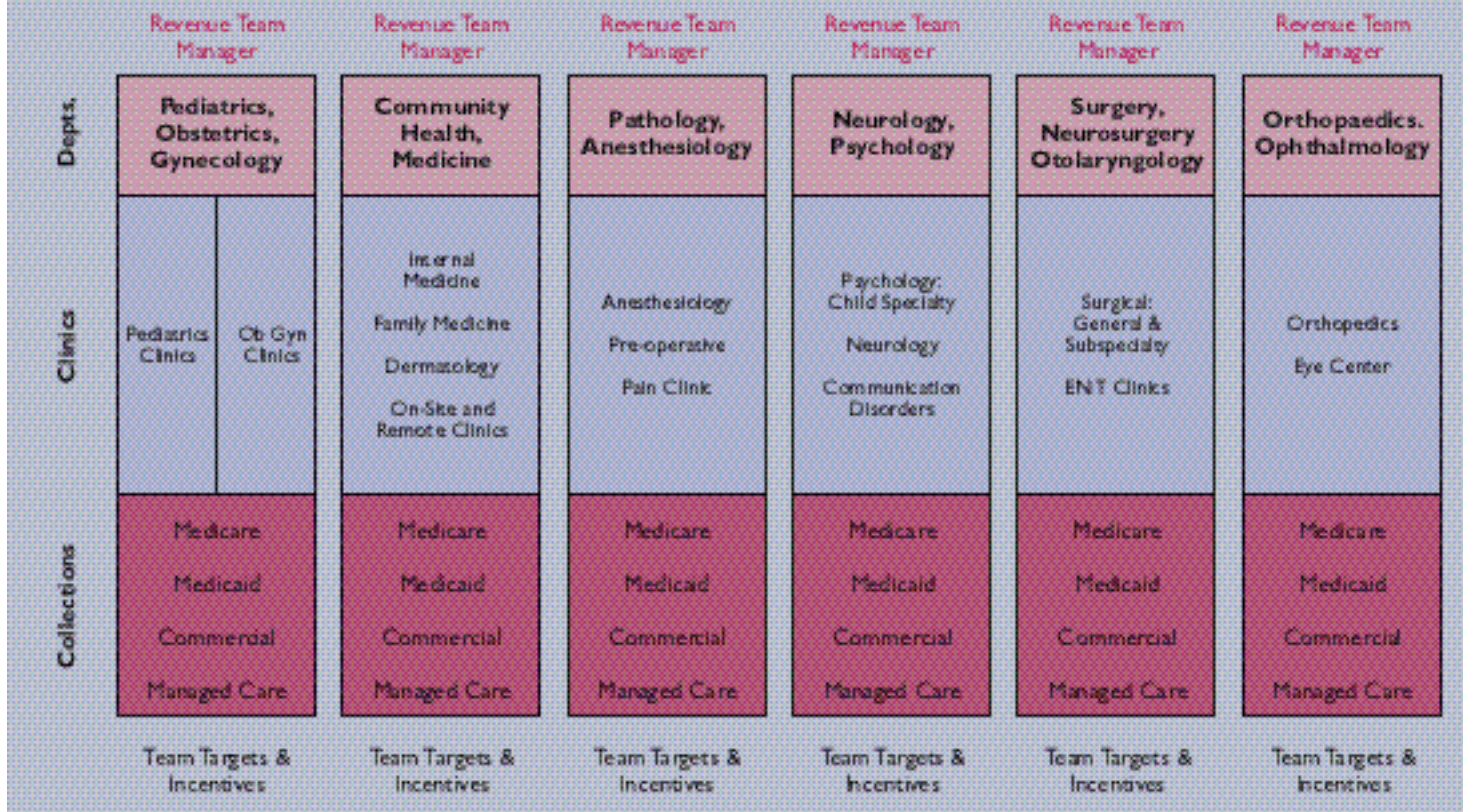 Revenue Team
Manager
Revenue Team
Manager
Revenue Team
Manager
Revenue Team
Manager
Revenue Team
Manager
Revenue Team
Manager
Depts,
Pediatrics,
Obstetrics,
Gynecology
Community
Health,
Medicine
Pathology,
Anesthesiology
Neurology,
Psychology
Surgery,
Neurosurgery
Otolaryngology
Orthopaedics.
Ophthalmology
Clinics
Pediatrics
Clinics
Ob Gyn
Clinics
Internal
Medicine
Family Medicine
Dermatology
On-Site and
Remote Clinics
Anesthesiology
Pre-operative
Pain Clinic
Psychology:
Child Specialty
Neurology
Communication
Disorders
Surgical:
General &
Subspecialty
ENT Clinics
Orthopedics
Eye Center
Collections
Medicare
Medicaid
Commercial
Managed Care
Medicare
Medicaid
Commercial
Managed Care
Medicare
Medicaid
Commercial
Managed Care
Medicare
Medicaid
Commercial
Managed Care
Medicare
Medicaid
Commercial
Managed Care
Medicare
Medicaid
Commercial
Managed Care
Team Targets &
Incentives
Team Targets &
Incentives
Team Targets &
Incentives
Team Targets &
Incentives
Team Targets &
Incentives
Team Targets &
Incentives